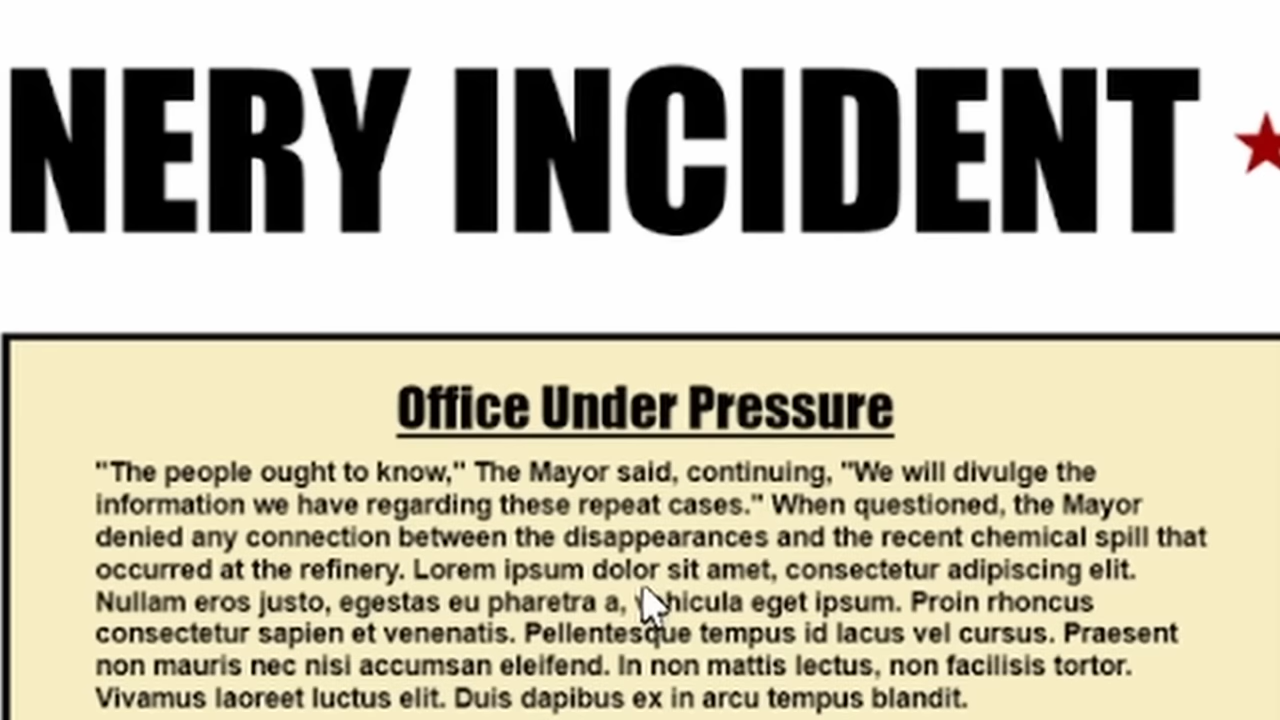 NERY INCIDENT
Office Under Pressure
"The people ought to know," The Mayor said, continuing, "We will divulge the
information we have regarding these repeat cases." When questioned, the Mayor
denied any connection between the disappearances and the recent chemical spill that
occurred at the refinery. Lorem ipsum dolor sit amet, consectetur adipiscing elit.
Nullam eros justo, egestas eu pharetra a, vehicula eget ipsum. Proin rhoncus
consectetur sapien et venenatis. Pellentesque tempus id lacus vel cursus. Praesent
non mauris nec nisi accumsan eleifend. In non mattis lectus, non facilisis tortor.
Vivamus laoreet luctus elit. Duis dapibus ex in arcu tempus blandit.